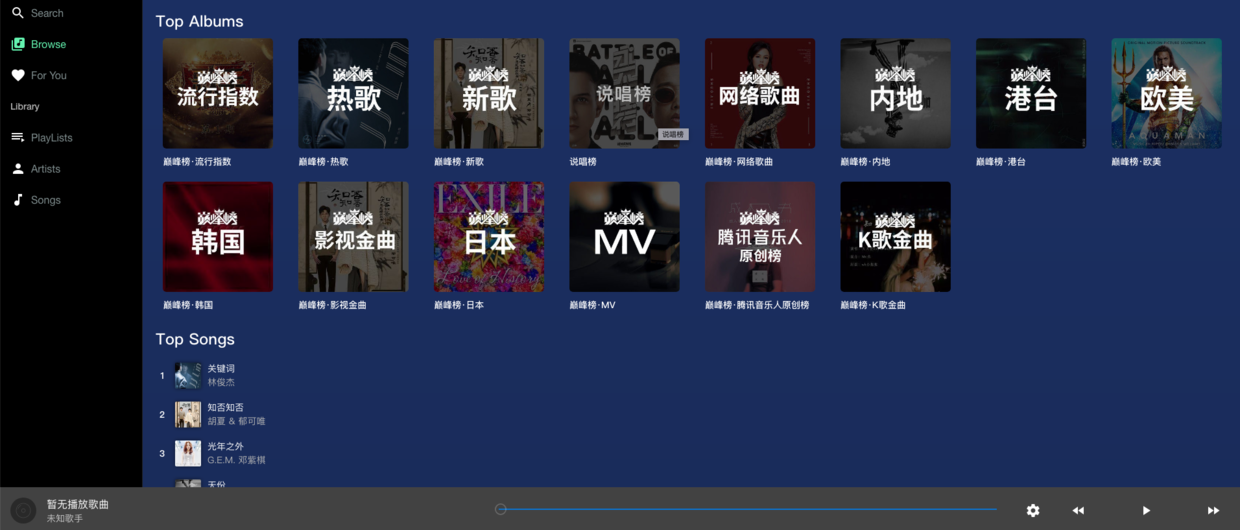 Search
Browse
For You
Library
PlayLists
Artists
Songs
Top Albums
巅峰榜
流行指数
巅峰榜·流行指数
巅峰榜
热歌
巅峰榜·热歌
巅峰榜
新歌
巅峰榜·新歌
BATTLE OF
说唱榜
说唱榜
说唱榜
巅峰榜
网络歌曲
巅峰榜·网络歌曲
巅峰榜
内地
巅峰榜·内地
巅峰榜
港台
巅峰榜·港台
巅峰榜
欧美
AQUAMAN
巅峰榜·欧美
巅峰榜
韩国
巅峰榜·韩国
巅峰榜
影视金曲
巅峰榜·影视金曲
EXILE
巅峰榜
日本
巅峰榜·日本
巅峰榜
MV
巅峰榜·MV
巅峰榜
腾讯音乐人
原创榜
巅峰榜·腾讯音乐人原创榜
巅峰榜
K歌金曲
巅峰榜·K歌金曲
Top Songs
1
关键词
林俊杰
2
知否知否
胡夏 & 郁可唯
3
光年之外
G.E.M. 邓紫棋
天份
暂无播放歌曲
未知歌手